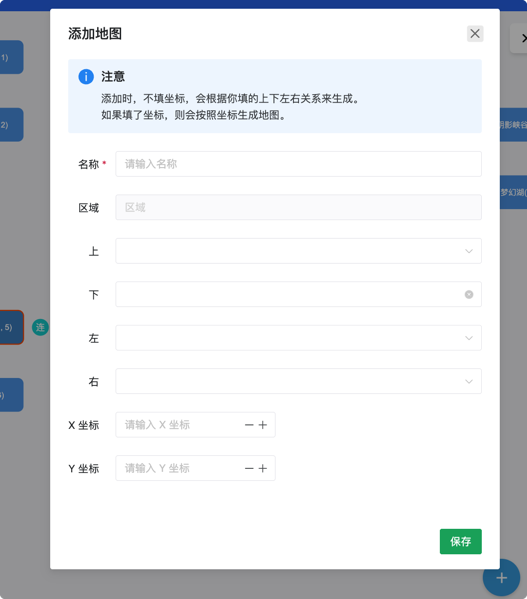 添加地图
注意
添加时，不填坐标，会根据你填的上下左右关系来生成。
如果填了坐标，则会按照坐标生成地图。
名称 *
请输入名称
区域
区域
上
下
左
右
X 坐标
请输入 X 坐标
Y 坐标
请输入 Y 坐标
保存
1)
2)
, 5)
连
)
阴影峡谷
梦幻湖(